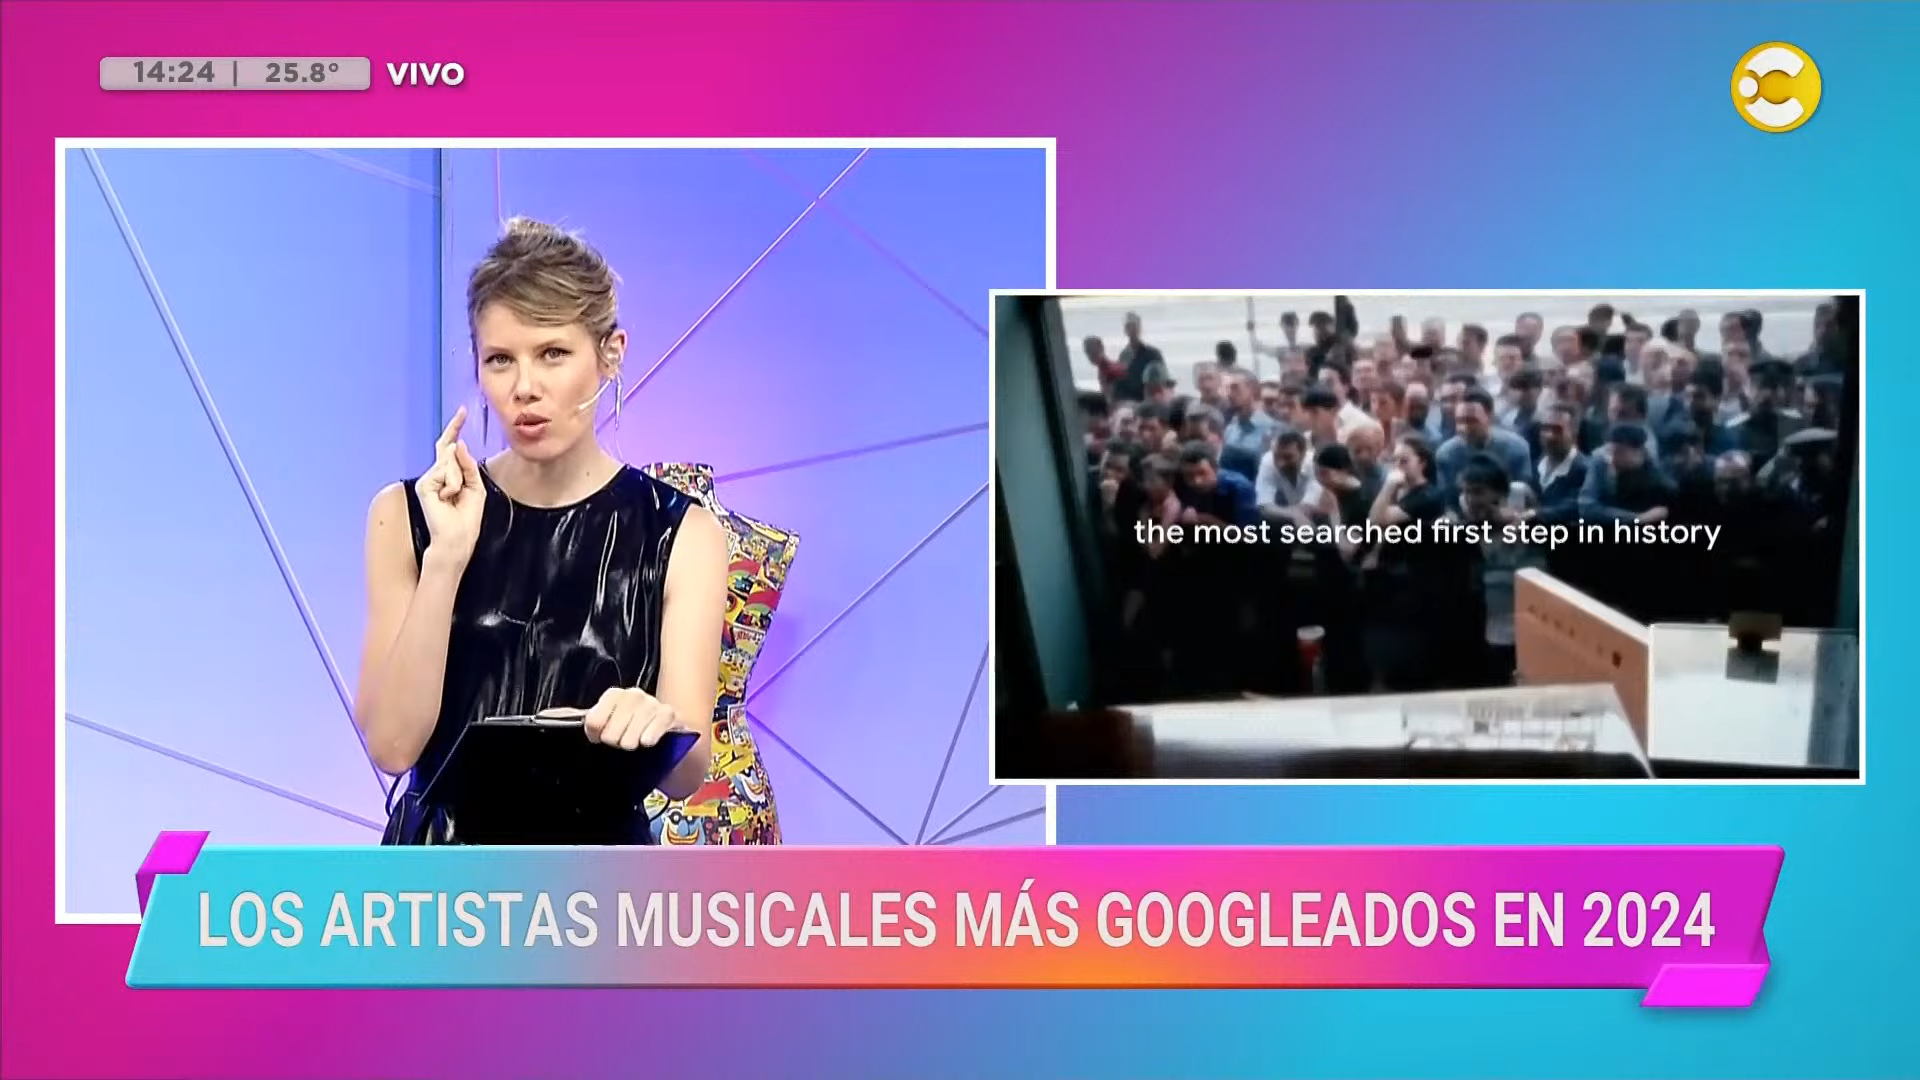 14:24 | 25.8° VIVO
the most searched first step in history
LOS ARTISTAS MUSICALES MÁS GOOGLEADOS EN 2024